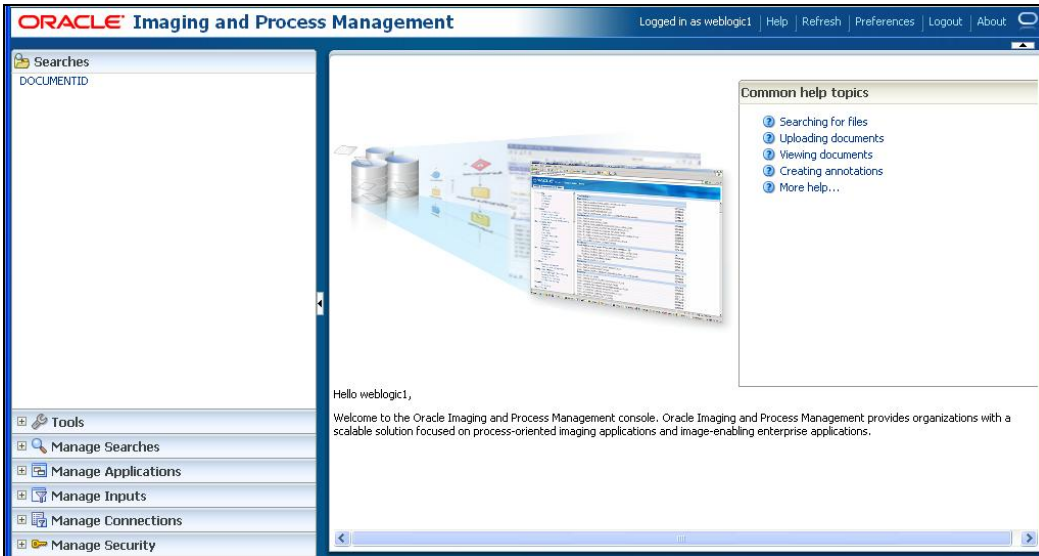 ORACLE Imaging and Process Management
Logged in as weblogic1 | Help | Refresh | Preferences | Logout | About
Searches
DOCUMENTID
Common help topics
Searching for files
Uploading documents
Viewing documents
Creating annotations
More help...
Hello weblogic1,
Welcome to the Oracle Imaging and Process Management console. Oracle Imaging and Process Management provides organizations with a
scalable solution focused on process-oriented imaging applications and image-enabling enterprise applications.
Tools
Manage Searches
Manage Applications
Manage Inputs
Manage Connections
Manage Security